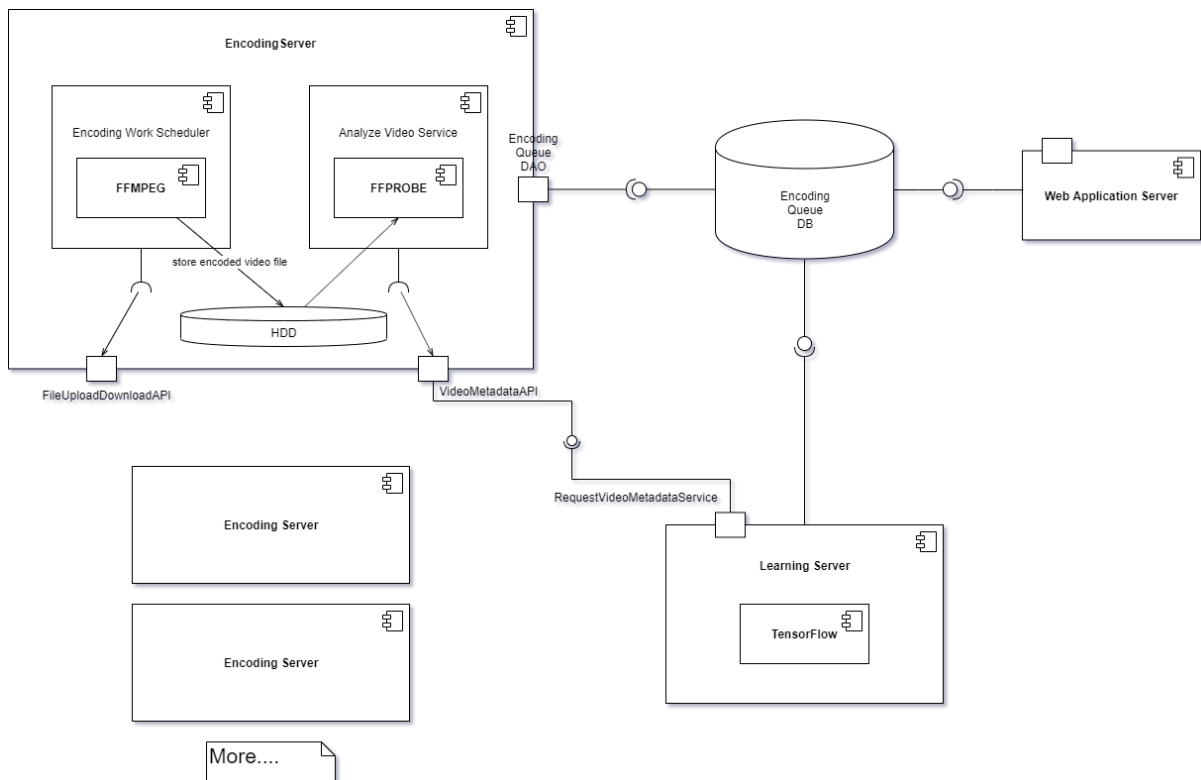 EncodingServer
Encoding Work Scheduler
FFMPEG
Analyze Video Service
FFPROBE
Encoding
Queue
DAO
store encoded video file
HDD
FileUploadDownloadAPI
VideoMetadataAPI
Encoding
Queue
DB
Web Application Server
RequestVideoMetadataService
Learning Server
TensorFlow
Encoding Server
Encoding Server
More....